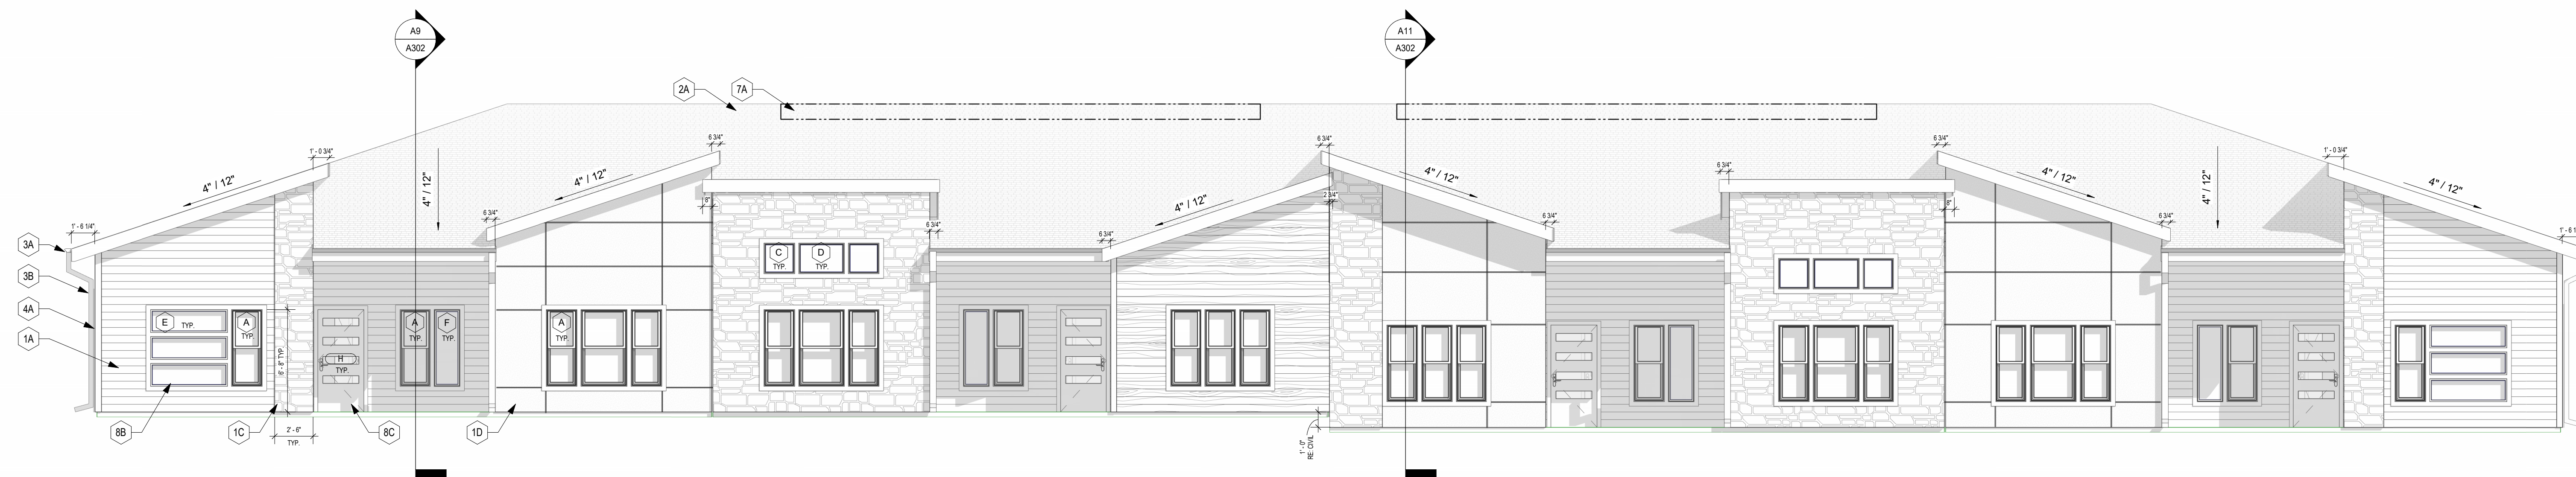 A9
A302
A11
A302
2A
7A
6 3/4"
6 3/4"
6 3/4"
1' - 0 3/4"
1' - 0 3/4"
4" / 12"
4" / 12"
4" / 12"
4" / 12"
4" / 12"
4" / 12"
4" / 12"
4" / 12"
6 3/4"
8"
2 3/4"
8"
1' - 6 1/4"
6 3/4"
6 3/4"
6 3/4"
6 3/4"
6 3/4"
3A
3B
4A
1A
C
TYP.
D
TYP.
E
TYP.
A
TYP.
A
TYP.
F
TYP.
A
TYP.
6' - 8" TYP.
H
TYP.
8B
1C
2' - 6"
TYP.
8C
1D
1' - 0"
RE: CIVIL